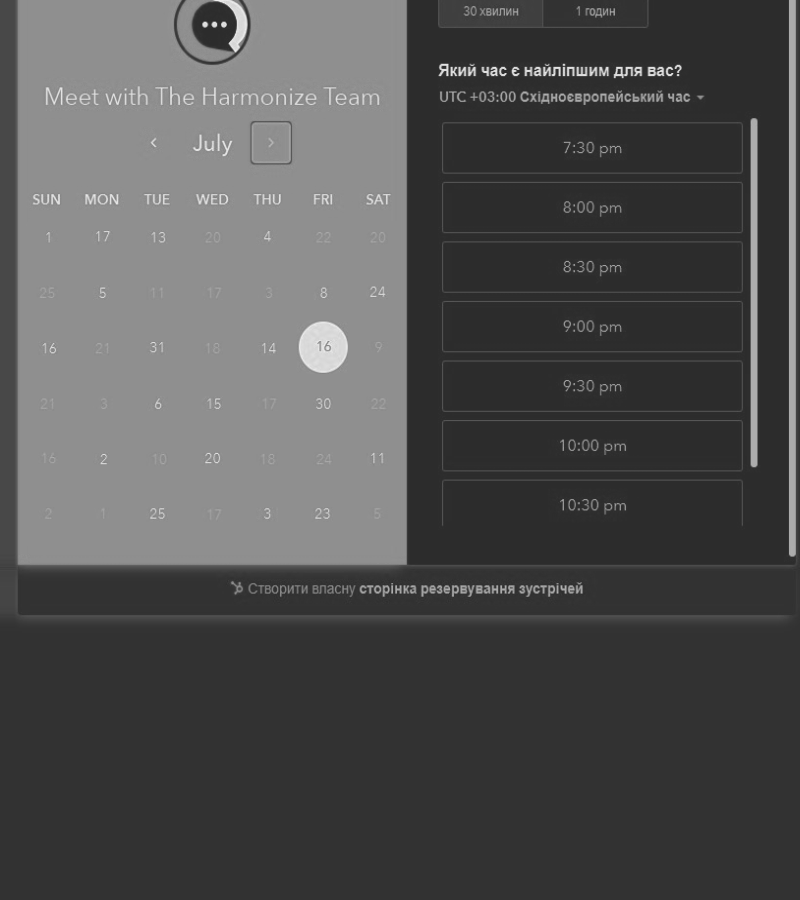 30 хвилин 1 годин
Який час є найліпшим для вас?
UTC +03:00 Східноєвропейський час
7:30 pm
8:00 pm
8:30 pm
9:00 pm
9:30 pm
10:00 pm
10:30 pm
Meet with The Harmonize Team
July
SUN MON TUE WED THU FRI SAT
1 17 13 20 4 22 20
25 5 11 17 3 8 24
16 21 31 18 14 16 9
21 3 6 15 17 30 22
16 2 10 20 18 24 11
2 1 25 17 3 23 5
Створити власну сторінка резервування зустрічей